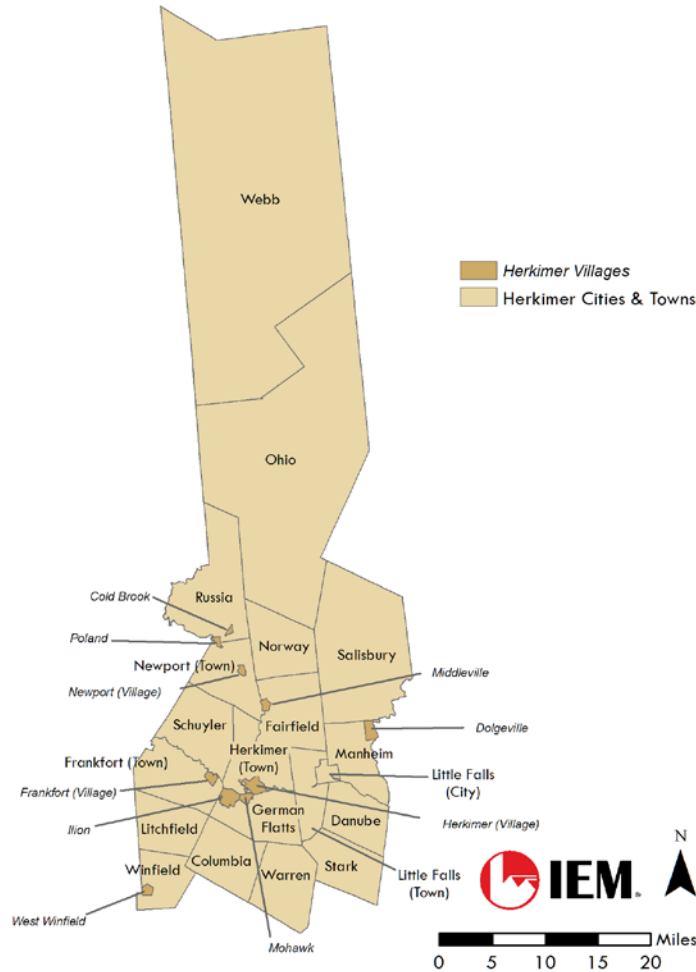 Webb
Herkimer Villages
Herkimer Cities & Towns
Ohio
Cold Brook
Russia
Poland
Norway
Salisbury
Newport (Town)
Middleville
Newport (Village)
Schuyler
Fairfield
Dolgeville
Herkimer
(Town)
Manheim
Frankfort (Town)
Little Falls
(City)
Frankfort (Village)
Herkimer (Village)
German
Flatts
Danube
Ilion
Litchfield
Columbia
Winfield
Warren
Stark
Little Falls
(Town)
West Winfield
Mohawk
IEM
N
Miles
0 5 10 15 20